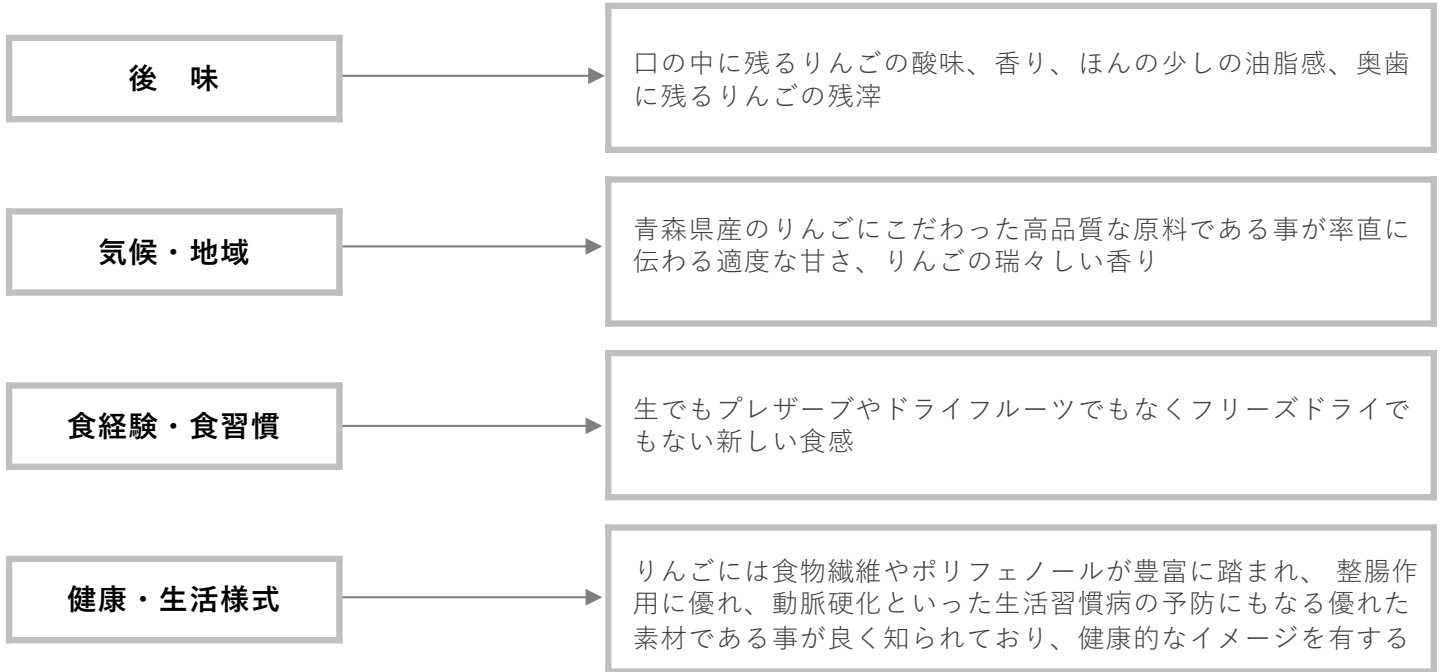 後　味
口の中に残るりんごの酸味、香り、ほんの少しの油脂感、奥歯
に残るりんごの残滓
気候・地域
青森県産のりんごにこだわった高品質な原料である事が率直に
伝わる適度な甘さ、りんごの瑞々しい香り
食経験・食習慣
生でもプレザーブやドライフルーツでもなくフリーズドライで
もない新しい食感
健康・生活様式
りんごには食物繊維やポリフェノールが豊富に踏まれ、 整腸作
用に優れ、動脈硬化といった生活習慣病の予防にもなる優れた
素材である事が良く知られており、健康的なイメージを有する